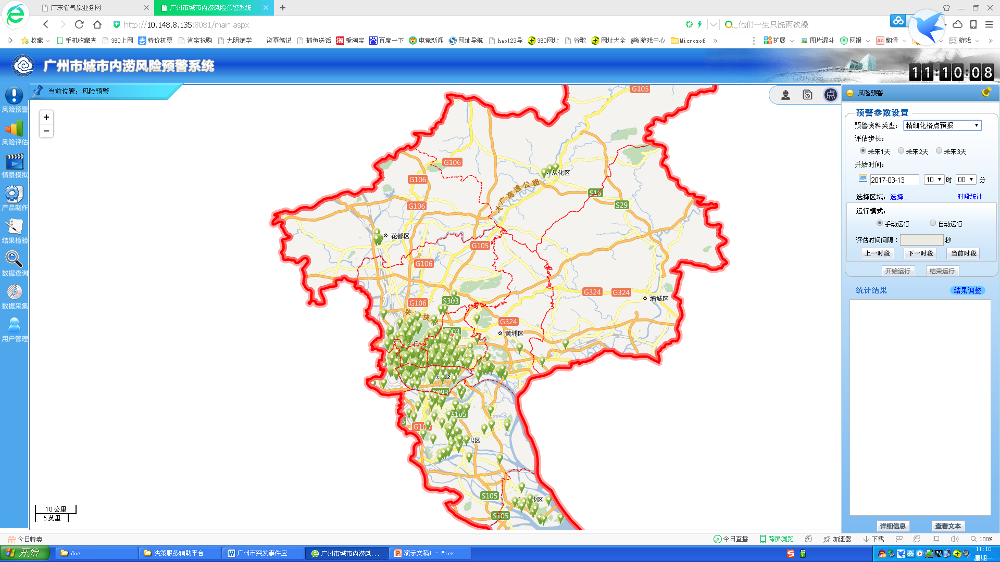 广东省气象业务网
广州市城市内涝风险预警系统
http://10.148.8.135:8081/main.aspx
他们一生只洗两次澡
收藏 手机收藏夹 360上网 特价机票 淘宝抢购 九阴绝学 盗墓笔记 捕鱼送话 爱淘宝 百度一下 电竞新闻 网址导航 hao123导 360网址 谷歌 网址大全 游戏中心 Microsof » 扩展 图片漏斗 网银 翻译 游戏 »
广州市城市内涝风险预警系统
11:10:08
当前位置：风险预警
风险预警
风险评估
情景模拟
产品制作
结果检验
数据查询
数据采集
用户管理
+
−
点
G105
G106
从化区
G106
大广高速公路
S16
G106
S29
花都区
G105
G106
G324
G324
增城区
G106
S303
华
快
G324
黄埔区
S105
G10
禺区
S105
沙区
S105
10 公里
5 英里
风险预警
预警参数设置
预警资料类型： 精细化格点预报
评估步长：
未来1天 未来2天 未来3天
开始时间：
2017-03-13 10 时 00 分
选择区域： 选择... 时段统计
运行模式：
手动运行 自动运行
评估时间间隔： 秒
上一时段 下一时段 当前时段
开始运行 结束运行
统计结果 结果调整
详细信息 查看文本
今日特卖 今日直播 跨屏浏览 加速器 下载 100%
开始 doc 决策服务辅助平台 广州市突发事件应... 广州市城市内涝风... 演示文稿1 - Micr...
11:10
星期一